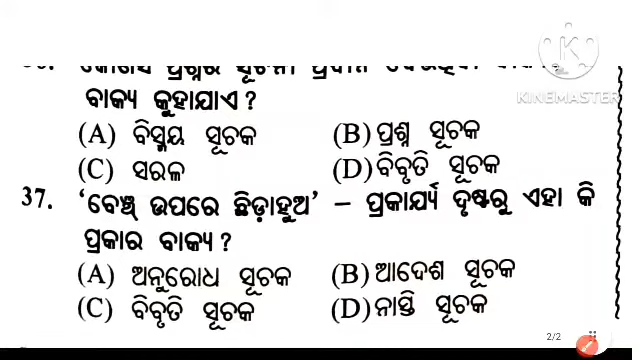 ବାକ୍ୟ କୁହାଯାଏ ?
(A) ବିସ୍ମୟ ସୂଚକ (B) ପ୍ରଶ୍ନ ସୂଚକ
(C) ସରଳ (D) ବିବୃତି ସୂଚକ
37. ‘ବେଞ୍ଚ୍ ଉପରେ ଛିଡ଼ାହୁଅ’ – ପ୍ରକାର୍ଯ୍ୟ ଦୃଷ୍ଟିରୁ ଏହା କି
ପ୍ରକାର ବାକ୍ୟ ?
(A) ଅନୁରୋଧ ସୂଚକ (B) ଆଦେଶ ସୂଚକ
(C) ବିବୃତି ସୂଚକ (D) ନାସ୍ତି ସୂଚକ
2/2
KINEMASTER